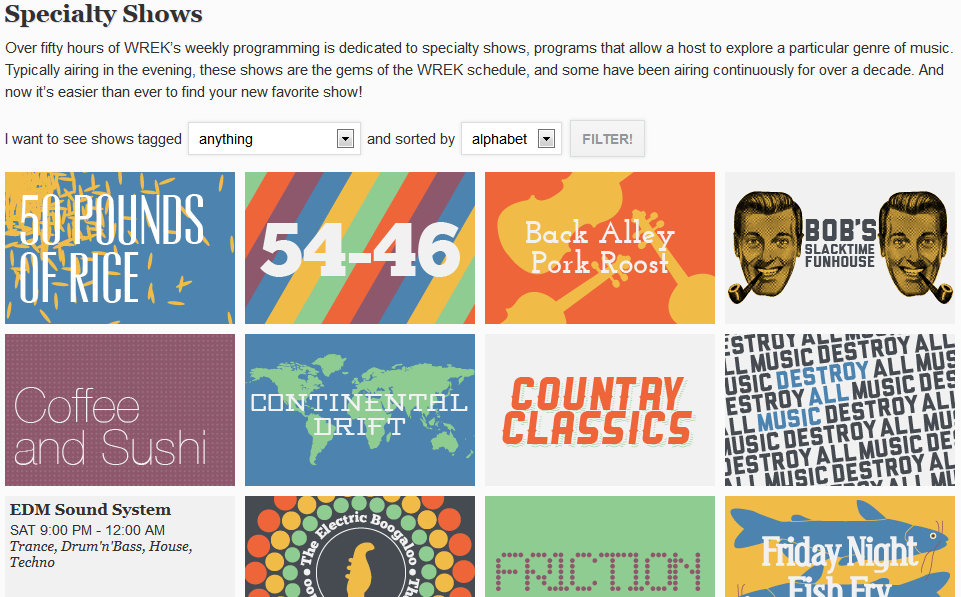 Specialty Shows
Over fifty hours of WREK's weekly programming is dedicated to specialty shows, programs that allow a host to explore a particular genre of music.
Typically airing in the evening, these shows are the gems of the WREK schedule, and some have been airing continuously for over a decade. And
now it's easier than ever to find your new favorite show!
I want to see shows tagged anything and sorted by alphabet FILTER!
50 POUNDS
OF RICE
54-46
Back Alley
Pork Roost
BOB'S
SLACKTIME
FUNHOUSE
Coffee
and Sushi
CONTINENTAL
DRIFT
COUNTRY
CLASSICS
DESTROY ALL
ALL MUSIC DESTROY ALL
MUSIC DESTROY ALL MUSIC
DESTROY ALL MUSIC
ALL MUSIC DESTROY ALL
MUSIC DESTROY ALL
DESTROY ALL MUSIC
EDM Sound System
SAT 9:00 PM - 12:00 AM
Trance, Drum'n'Bass, House,
Techno
The Electric Boogaloo
FRICTION
Friday Night
Fish Fry